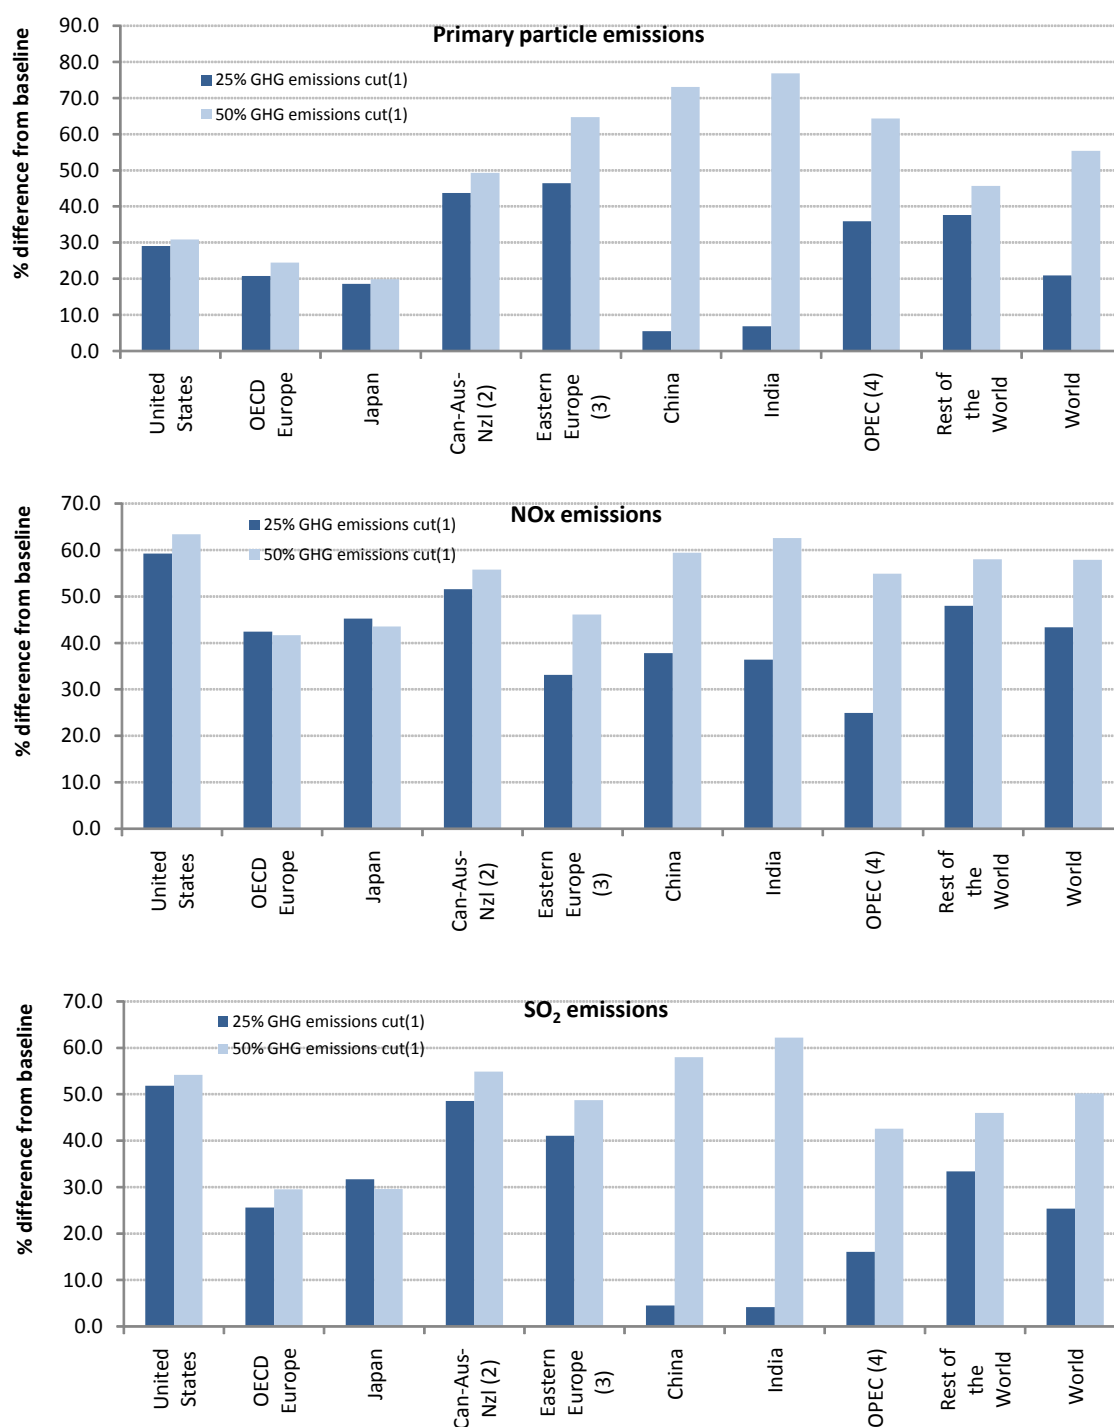 Primary particle emissions
% difference from baseline
25% GHG emissions cut(1)
50% GHG emissions cut(1)
90.0
80.0
70.0
60.0
50.0
40.0
30.0
20.0
10.0
0.0
United
States
OECD
Europe
Japan
Can-Aus-
Nzl (2)
Eastern
Europe
(3)
China
India
OPEC (4)
Rest of
the
World
World
NOx emissions
% difference from baseline
25% GHG emissions cut(1)
50% GHG emissions cut(1)
70.0
60.0
50.0
40.0
30.0
20.0
10.0
0.0
United
States
OECD
Europe
Japan
Can-Aus-
Nzl (2)
Eastern
Europe
(3)
China
India
OPEC (4)
Rest of
the
World
World
SO₂ emissions
% difference from baseline
25% GHG emissions cut(1)
50% GHG emissions cut(1)
70.0
60.0
50.0
40.0
30.0
20.0
10.0
0.0
United
States
OECD
Europe
Japan
Can-Aus-
Nzl (2)
Eastern
Europe
(3)
China
India
OPEC (4)
Rest of
the
World
World